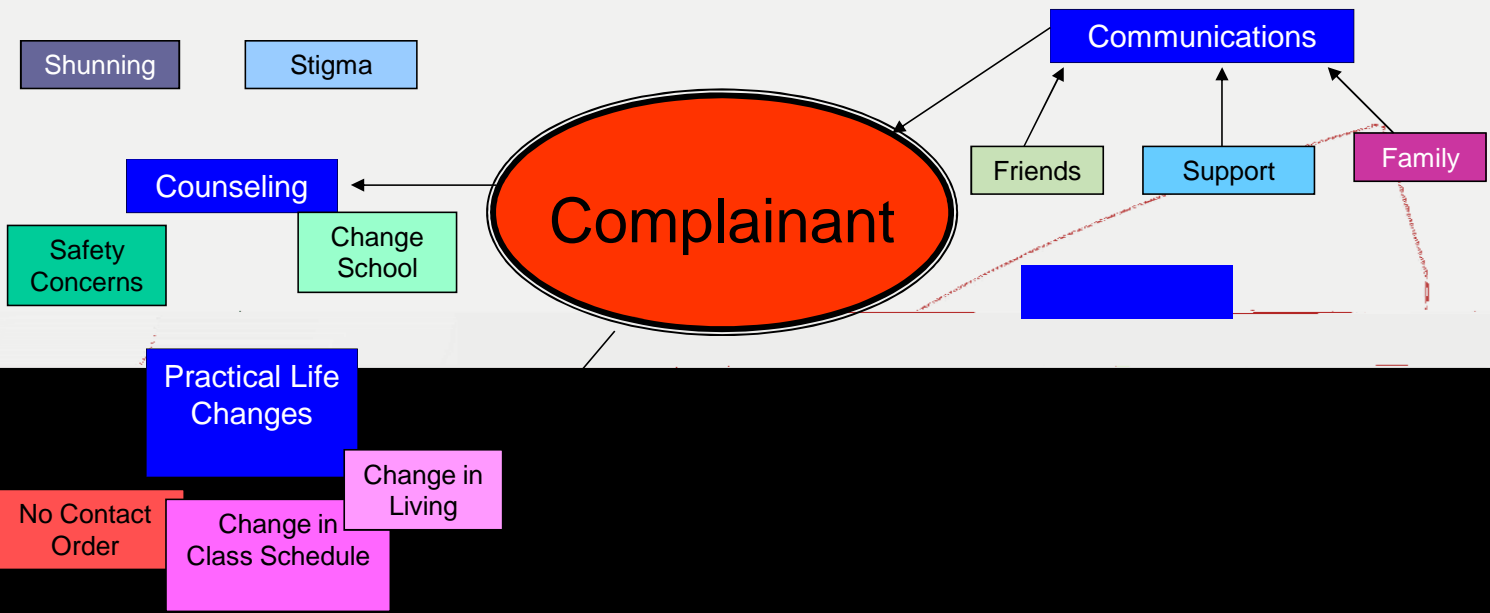 Communications
Shunning
Stigma
Friends
Support
Family
Counseling
Complainant
Change
School
Safety
Concerns
Practical Life
Changes
Change in
Living
No Contact
Order
Change in
Class Schedule